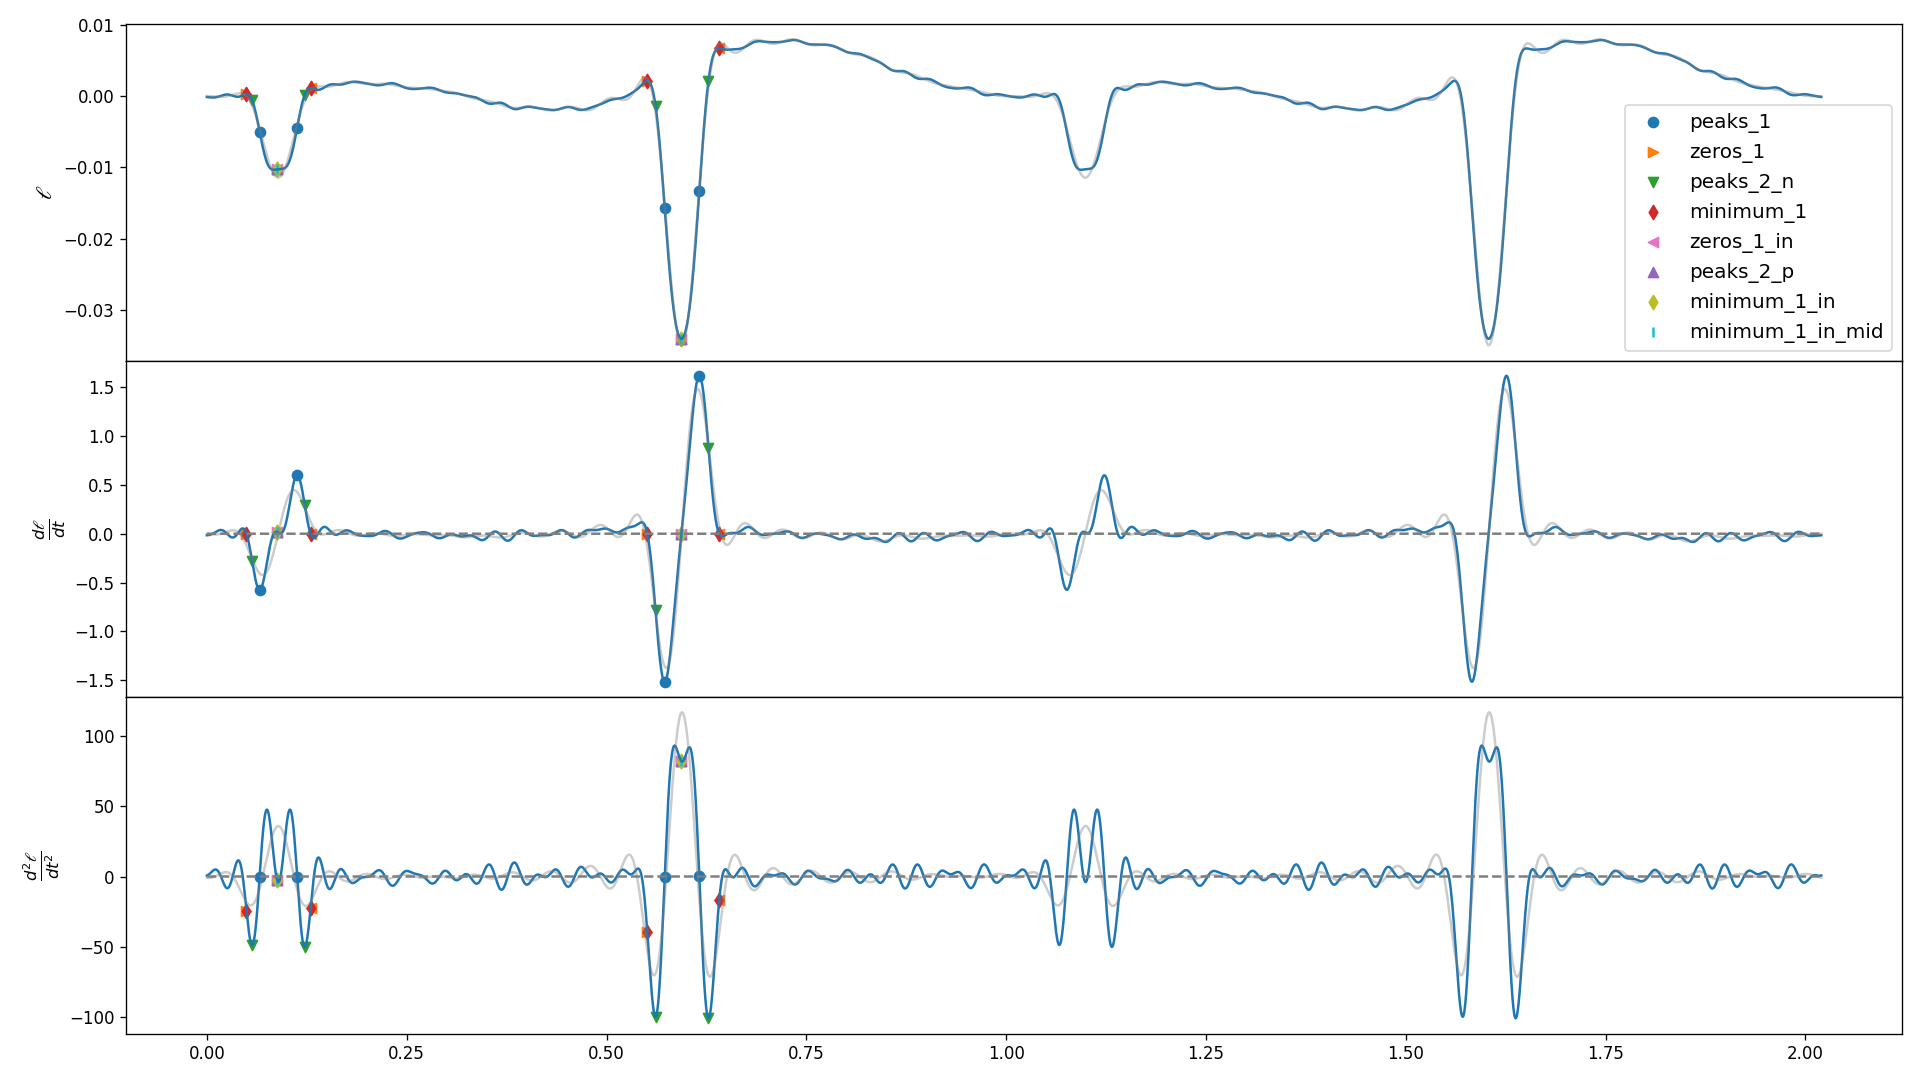 0.01
0.00
−0.01
−0.02
−0.03
ℓ
peaks_1
zeros_1
peaks_2_n
minimum_1
zeros_1_in
peaks_2_p
minimum_1_in
minimum_1_in_mid
1.5
1.0
0.5
0.0
−0.5
−1.0
−1.5
dℓ
dt
100
50
0
−50
−100
d²ℓ
dt²
0.00 0.25 0.50 0.75 1.00 1.25 1.50 1.75 2.00